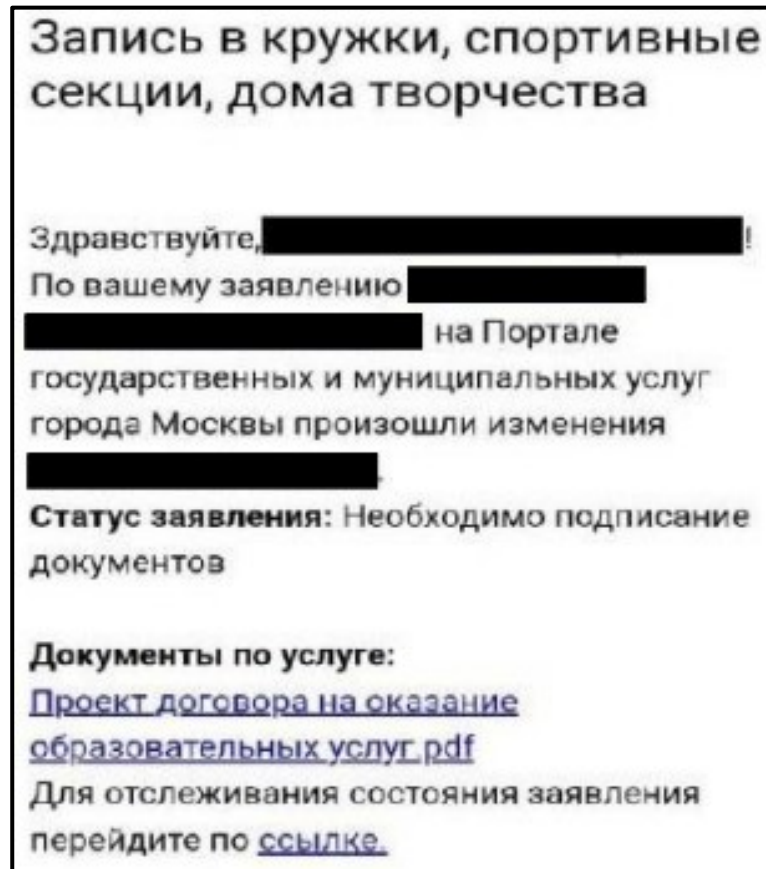 Запись в кружки, спортивные
секции, дома творчества
Здравствуйте, !
По вашему заявлению
на Портале
государственных и муниципальных услуг
города Москвы произошли изменения
.
Статус заявления: Необходимо подписание
документов
Документы по услуге:
Проект договора на оказание
образовательных услуг.pdf
Для отслеживания состояния заявления
перейдите по ссылке.